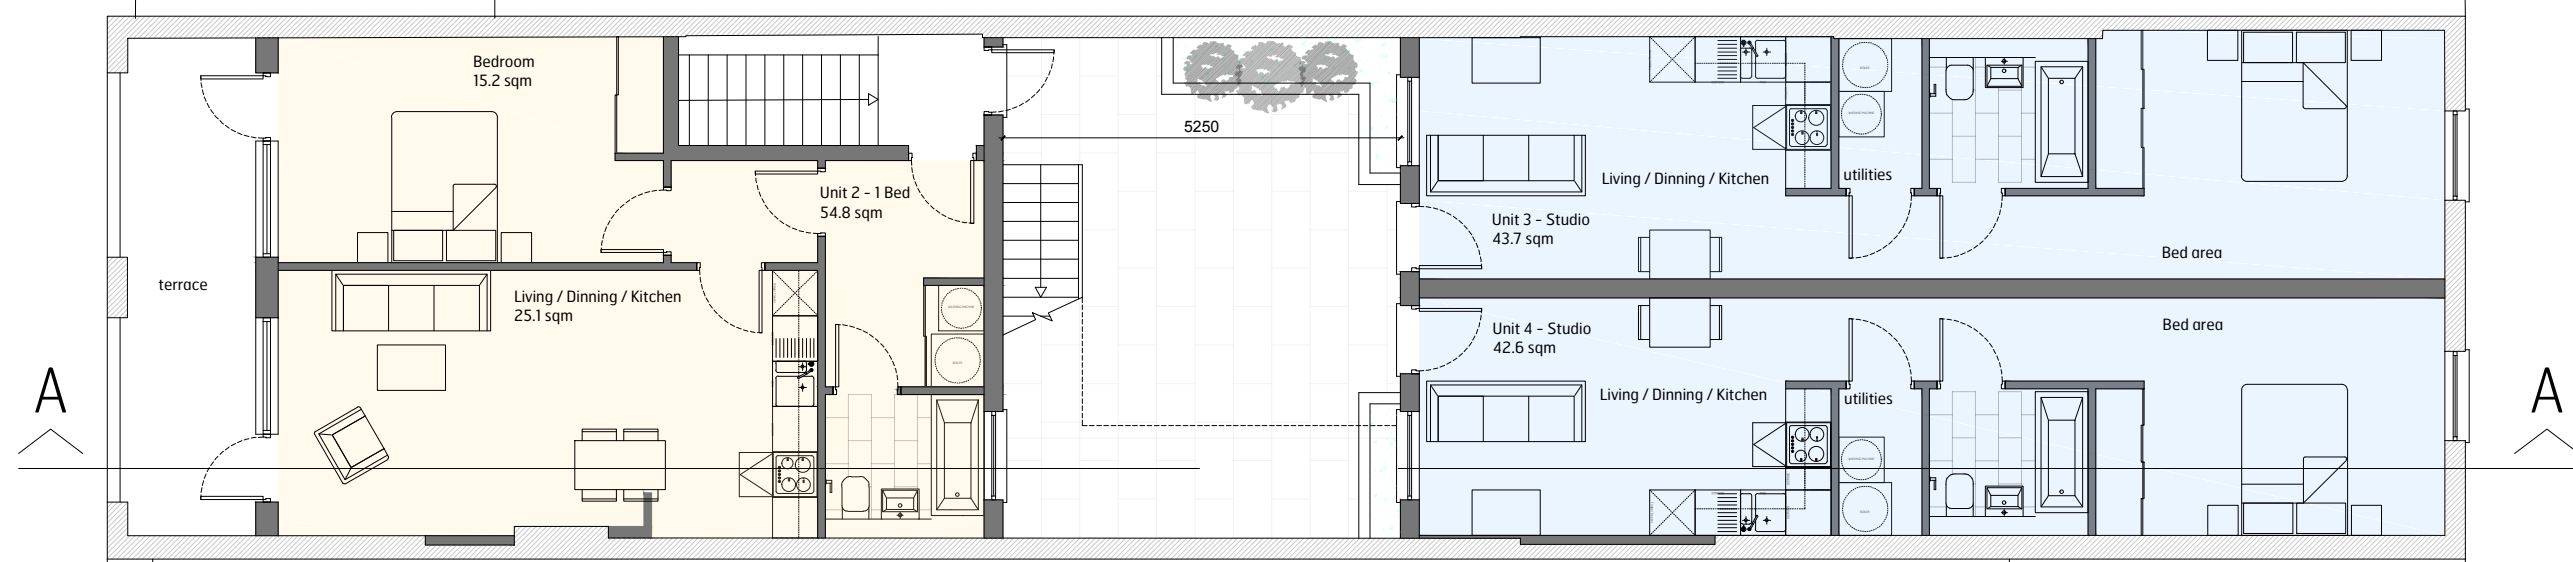 Bedroom
15.2 sqm
5250
Unit 2 - 1 Bed
54.8 sqm
Living / Dinning / Kitchen
utilities
Unit 3 - Studio
43.7 sqm
Bed area
terrace
Living / Dinning / Kitchen
25.1 sqm
Unit 4 - Studio
42.6 sqm
Bed area
Living / Dinning / Kitchen
utilities
A
A